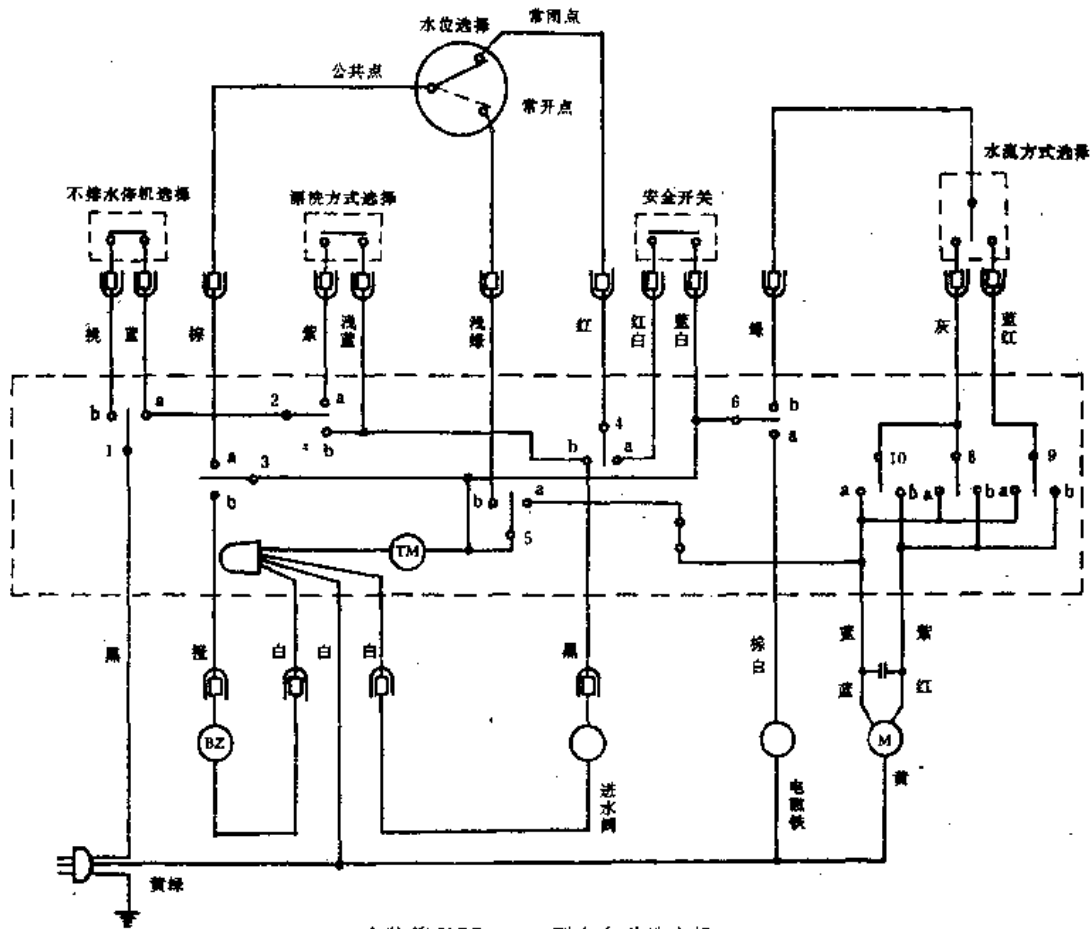 常闭点
水位选择
公共点
常开点
水流方式选择
不排水停机选择
漂洗方式选择
安全开关
桃
蓝
棕
紫
浅蓝
浅绿
红
红白
蓝白
绿
灰
蓝红
b
a
2
a
b
4
b
a
6
b
a
1
a
3
b
b
a
5
10
8
9
a
b
a
b
a
b
TM
黑
橙
白
白
白
黑
棕白
蓝
紫
蓝
红
BZ
M
黄
进水阀
电磁铁
黄绿